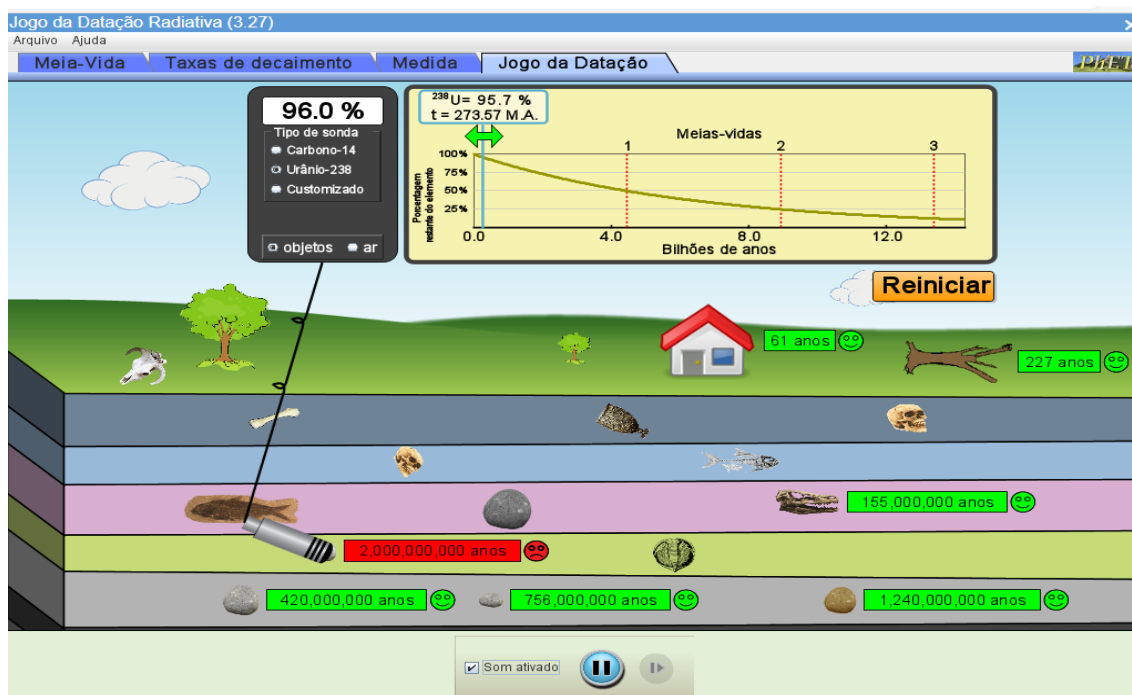 Jogo da Datação Radiativa (3.27)
Arquivo Ajuda
Meia-Vida Taxas de decaimento Medida Jogo da Datação
PhET
96.0 %
Tipo de sonda
Carbono-14
Urânio-238
Customizado
objetos ar
238U= 95.7 %
t = 273.57 M.A.
Meias-vidas
1 2 3
100%
75%
50%
25%
Porcentagem
restante do elemento
0.0 4.0 8.0 12.0
Bilhões de anos
Reiniciar
61 anos
227 anos
155,000,000 anos
2,000,000,000 anos
420,000,000 anos
756,000,000 anos
1,240,000,000 anos
Som ativado